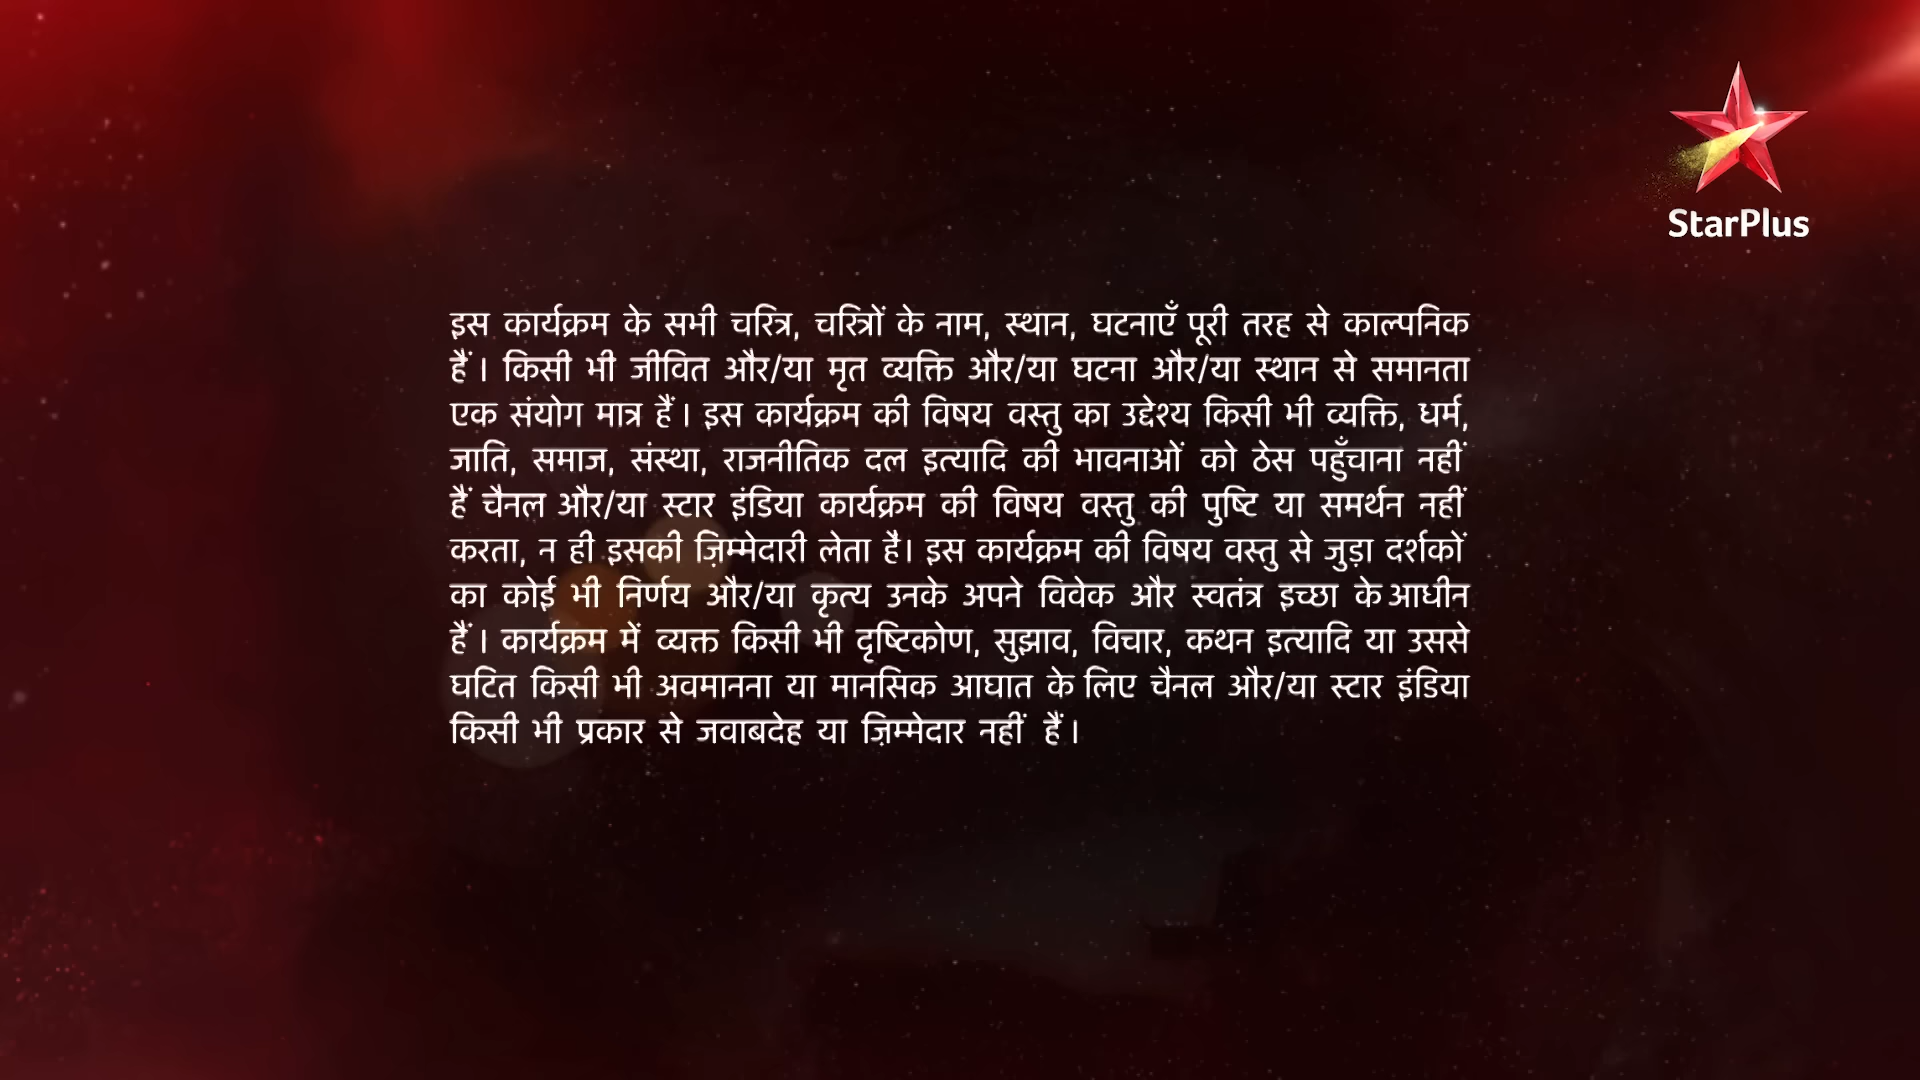 StarPlus
इस कार्यक्रम के सभी चरित्र, चरित्रों के नाम, स्थान, घटनाएँ पूरी तरह से काल्पनिक
हैं । किसी भी जीवित और/या मृत व्यक्ति और/या घटना और/या स्थान से समानता
एक संयोग मात्र हैं । इस कार्यक्रम की विषय वस्तु का उद्देश्य किसी भी व्यक्ति, धर्म,
जाति, समाज, संस्था, राजनीतिक दल इत्यादि की भावनाओं को ठेस पहुँचाना नहीं
हैं चैनल और/या स्टार इंडिया कार्यक्रम की विषय वस्तु की पुष्टि या समर्थन नहीं
करता, न ही इसकी ज़िम्मेदारी लेता है। इस कार्यक्रम की विषय वस्तु से जुड़ा दर्शकों
का कोई भी निर्णय और/या कृत्य उनके अपने विवेक और स्वतंत्र इच्छा के आधीन
हैं । कार्यक्रम में व्यक्त किसी भी दृष्टिकोण, सुझाव, विचार, कथन इत्यादि या उससे
घटित किसी भी अवमानना या मानसिक आघात के लिए चैनल और/या स्टार इंडिया
किसी भी प्रकार से जवाबदेह या ज़िम्मेदार नहीं हैं ।